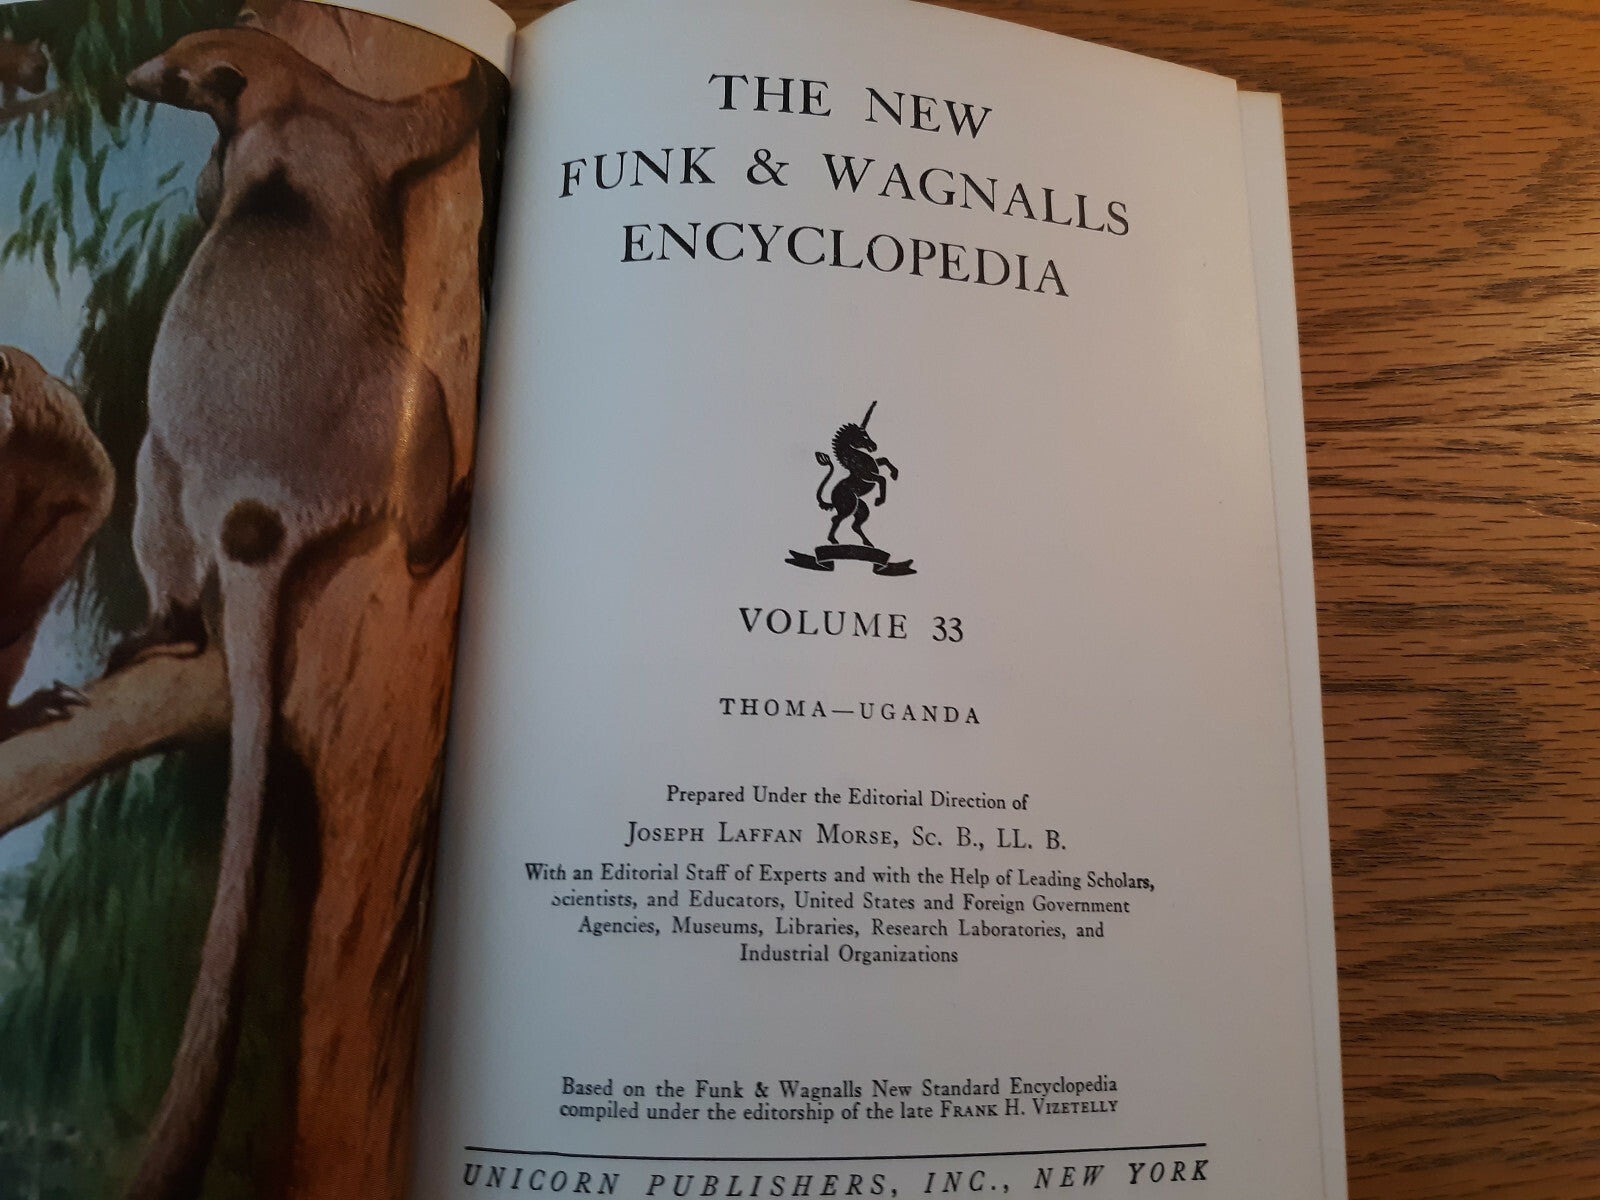 THE NEW
FUNK & WAGNALLS
ENCYCLOPEDIA
VOLUME 33
THOMA—UGANDA
Prepared Under the Editorial Direction of
JOSEPH LAFFAN MORSE, SC. B., LL. B.
With an Editorial Staff of Experts and with the Help of Leading Scholars,
Scientists, and Educators, United States and Foreign Government
Agencies, Museums, Libraries, Research Laboratories, and
Industrial Organizations
Based on the Funk & Wagnalls New Standard Encyclopedia
compiled under the editorship of the late FRANK H. VIZETELLY
UNICORN PUBLISHERS, INC., NEW YORK